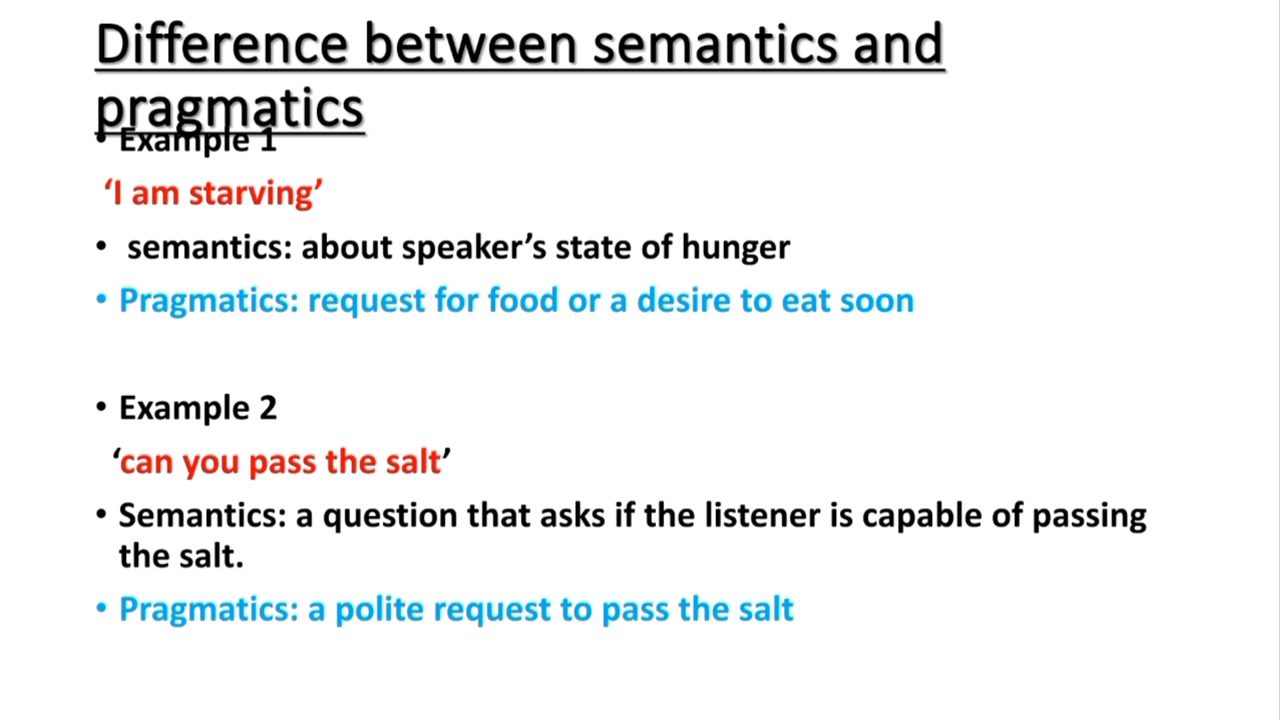 Difference between semantics and
pragmatics
• Example 1
‘I am starving’
• semantics: about speaker’s state of hunger
• Pragmatics: request for food or a desire to eat soon
• Example 2
‘can you pass the salt’
• Semantics: a question that asks if the listener is capable of passing
the salt.
• Pragmatics: a polite request to pass the salt